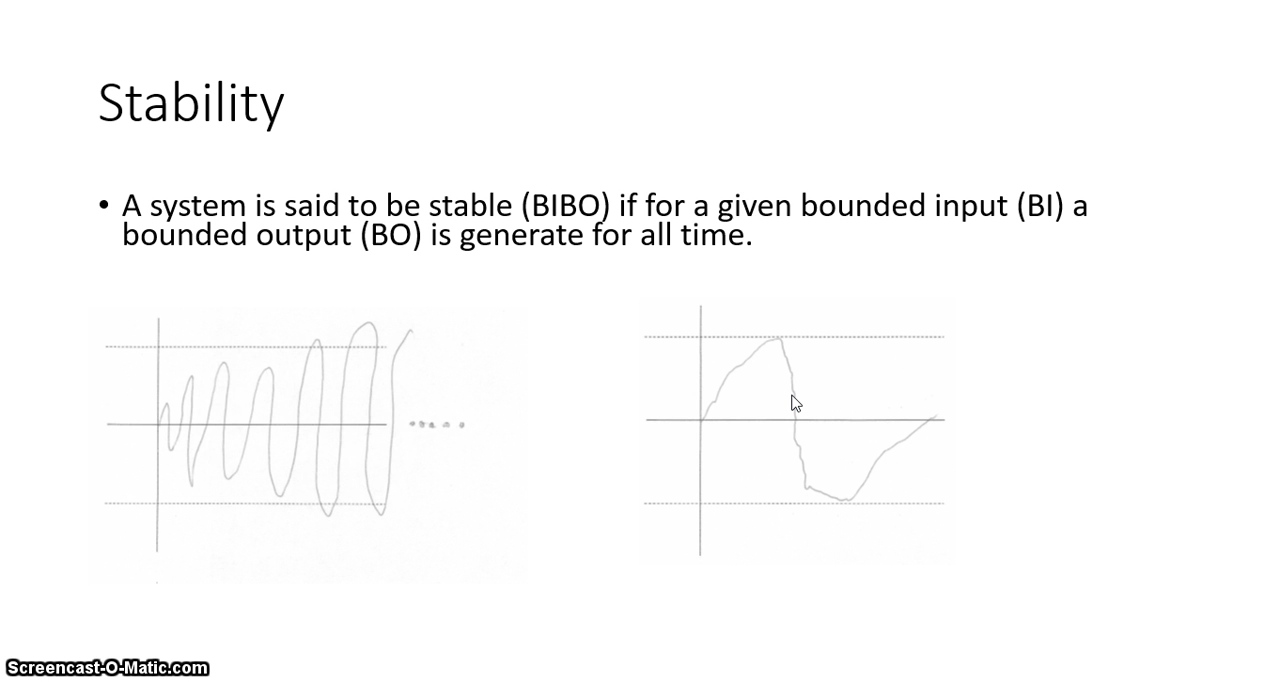 Stability
• A system is said to be stable (BIBO) if for a given bounded input (BI) a
bounded output (BO) is generate for all time.
Screencast-O-Matic.com